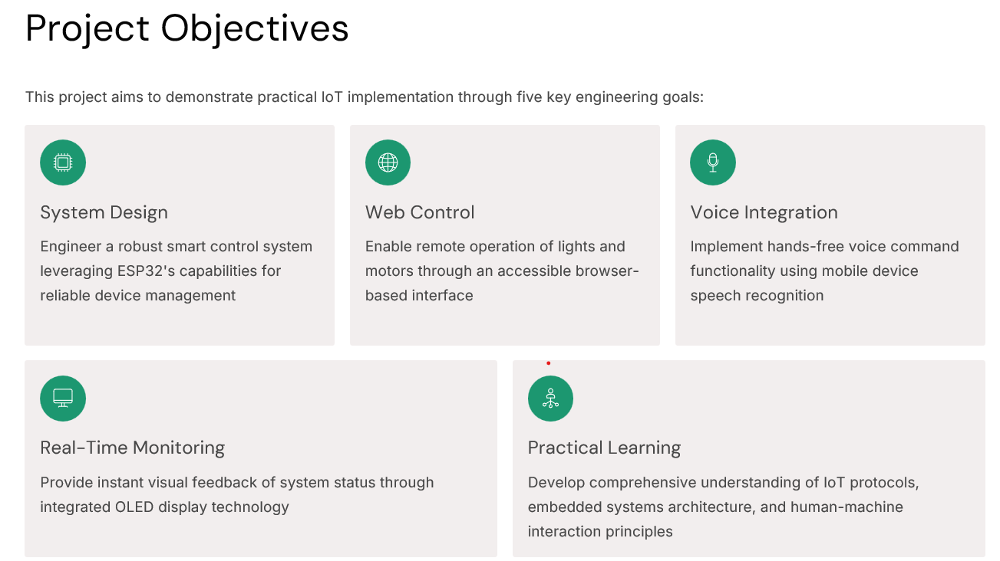 Project Objectives
This project aims to demonstrate practical IoT implementation through five key engineering goals:
System Design
Engineer a robust smart control system
leveraging ESP32's capabilities for
reliable device management
Web Control
Enable remote operation of lights and
motors through an accessible browser-
based interface
Voice Integration
Implement hands-free voice command
functionality using mobile device
speech recognition
Real-Time Monitoring
Provide instant visual feedback of system status through
integrated OLED display technology
Practical Learning
Develop comprehensive understanding of IoT protocols,
embedded systems architecture, and human-machine
interaction principles